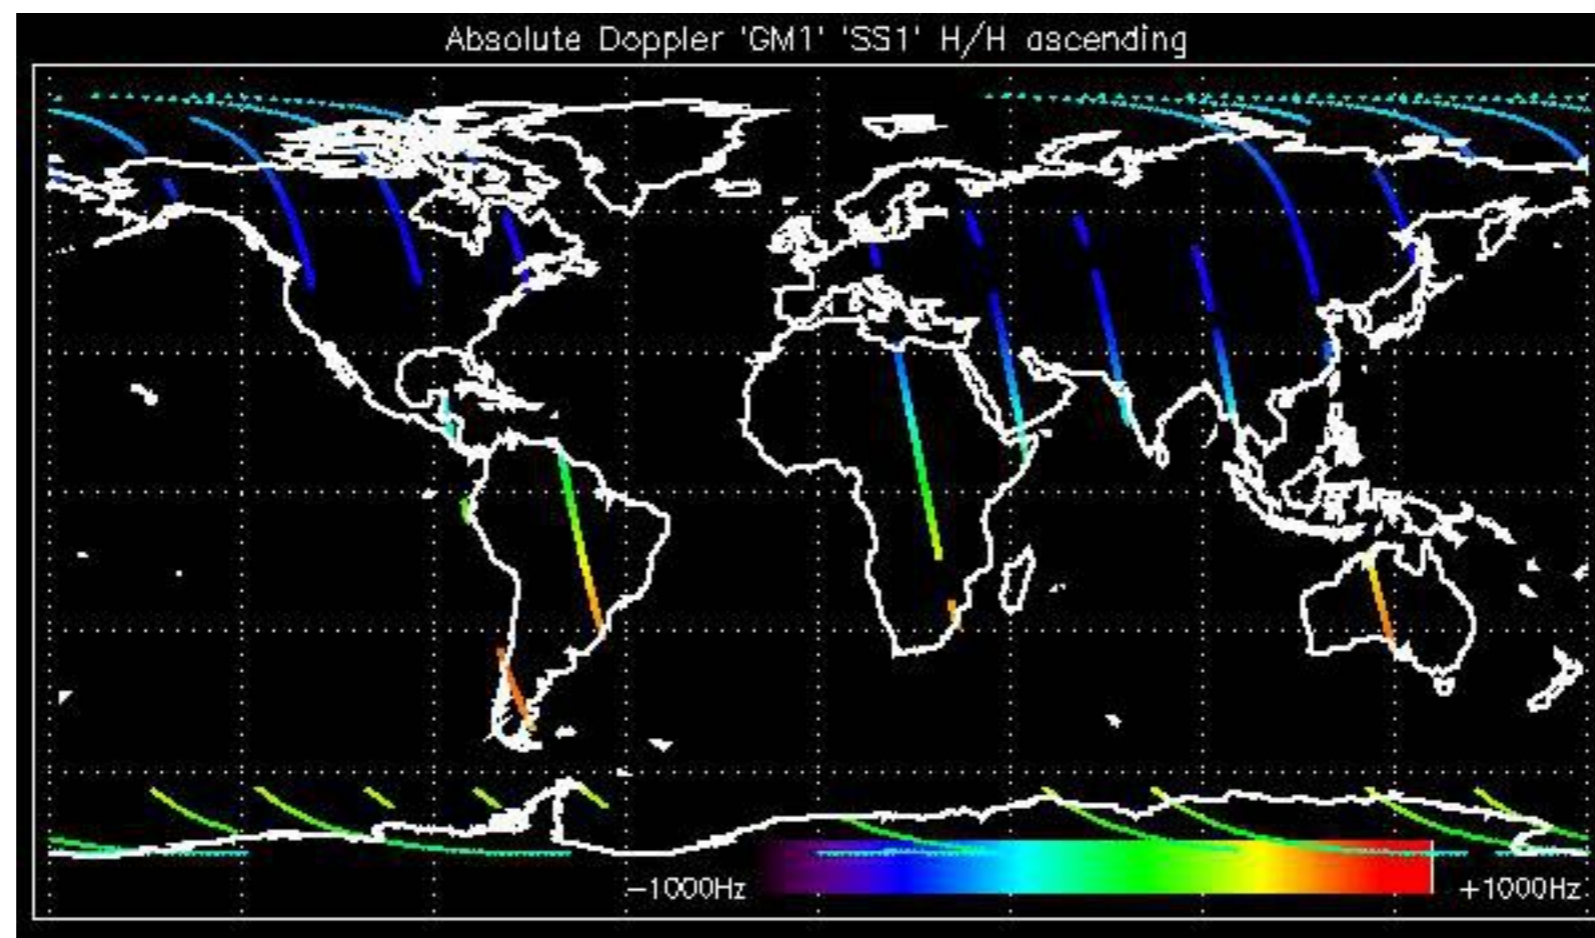 Absolute Doppler 'GM1' 'SS1' H/H ascending
−1000Hz
+1000Hz